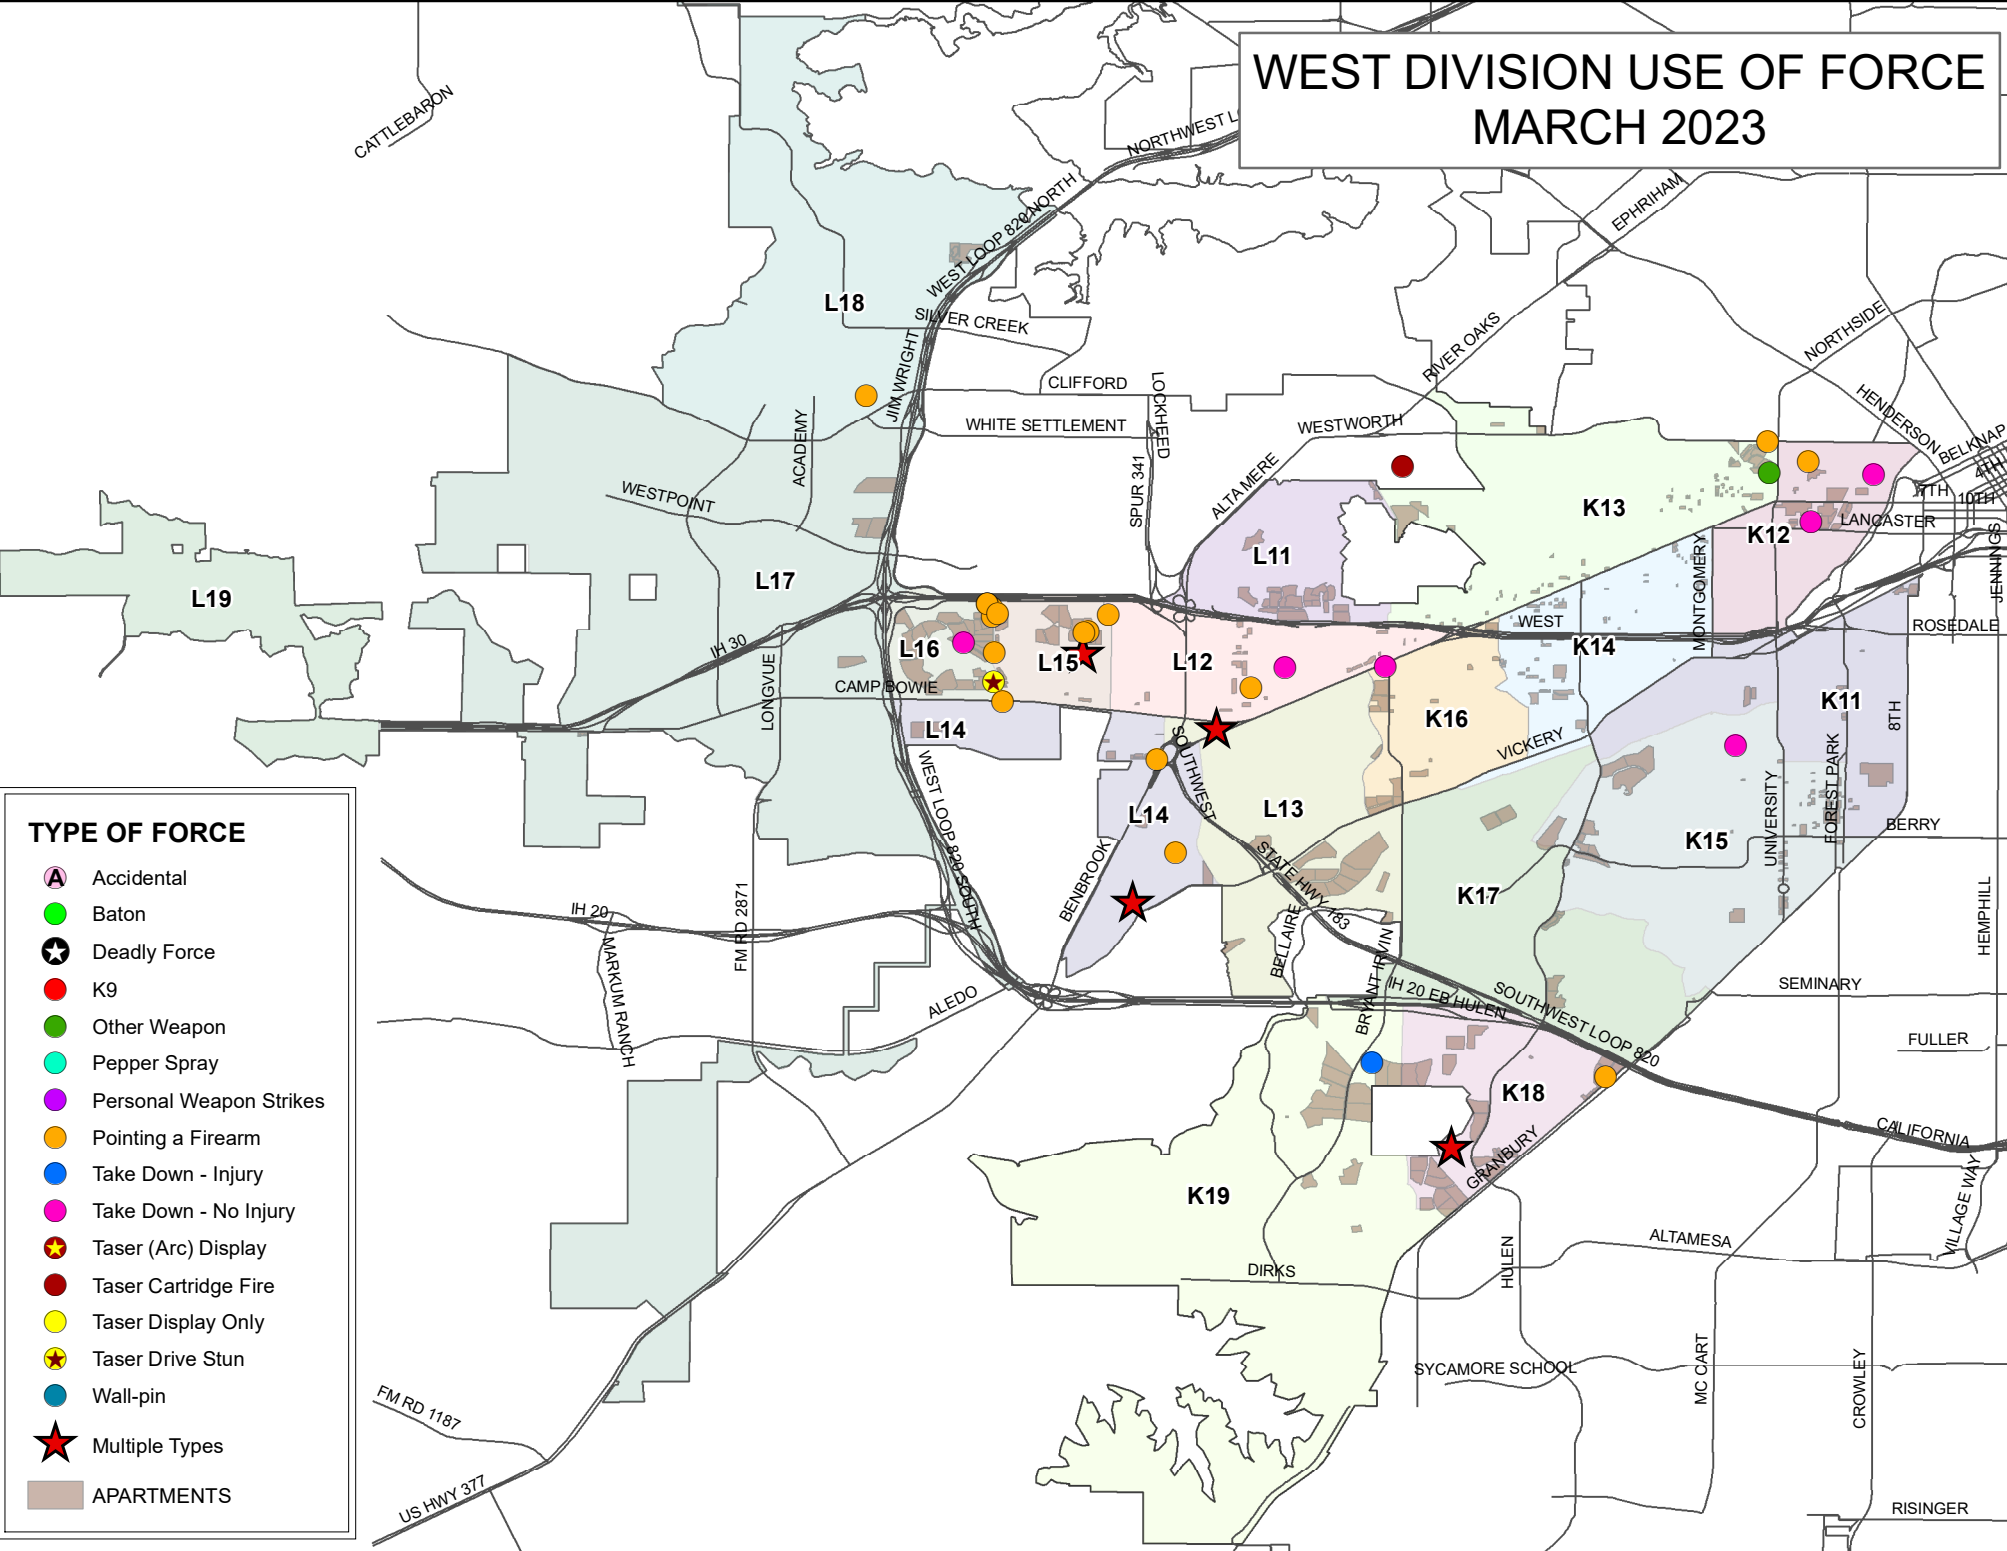 WEST DIVISION USE OF FORCE
MARCH 2023
CATTLEBARON
NORTHWEST L
EPHRIHAM
WEST LOOP 820 NORTH
L18
SILVER CREEK
JIM WRIGHT
RIVER OAKS
NORTHSIDE
CLIFFORD
LOCKHEED
WHITE SETTLEMENT
WESTWORTH
HENDERSON
BELKNAP
4TH
7TH
10TH
ACADEMY
WESTPOINT
SPUR 341
ALTA MERE
K13
LANCASTER
K12
L11
MONTGOMERY
JENNINGS
L17
L19
IH 30
L16
L15
L12
WEST
K14
ROSEDALE
LONGVUE
CAMP BOWIE
L14
K16
K11
8TH
VICKERY
SOUTHWEST
WEST LOOP 820 SOUTH
L14
L13
UNIVERSITY
FOREST PARK
BERRY
K15
STATE HWY 183
BENBROOK
K17
IH 20
FM RD 2871
MARKUM RANCH
BELLAIRE
BRYANT IRVIN
HEMPHILL
SEMINARY
ALEDO
IH 20 EB HULEN
SOUTHWEST LOOP 820
FULLER
K18
CALIFORNIA
GRANBURY
K19
VILLAGE WAY
ALTAMESA
HULEN
DIRKS
MC CART
SYCAMORE SCHOOL
CROWLEY
FM RD 1187
US HWY 377
RISINGER
TYPE OF FORCE
A Accidental
Baton
Deadly Force
K9
Other Weapon
Pepper Spray
Personal Weapon Strikes
Pointing a Firearm
Take Down - Injury
Take Down - No Injury
Taser (Arc) Display
Taser Cartridge Fire
Taser Display Only
Taser Drive Stun
Wall-pin
Multiple Types
APARTMENTS